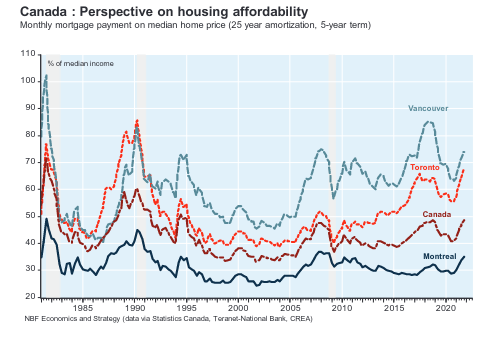 Canada : Perspective on housing affordability
Monthly mortgage payment on median home price (25 year amortization, 5-year term)
110
% of median income
100
Vancouver
90
80
70
Toronto
60
50
Canada
40
Montreal
30
20
1985 1990 1995 2000 2005 2010 2015 2020
NBF Economics and Strategy (data via Statistics Canada, Teranet-National Bank, CREA)